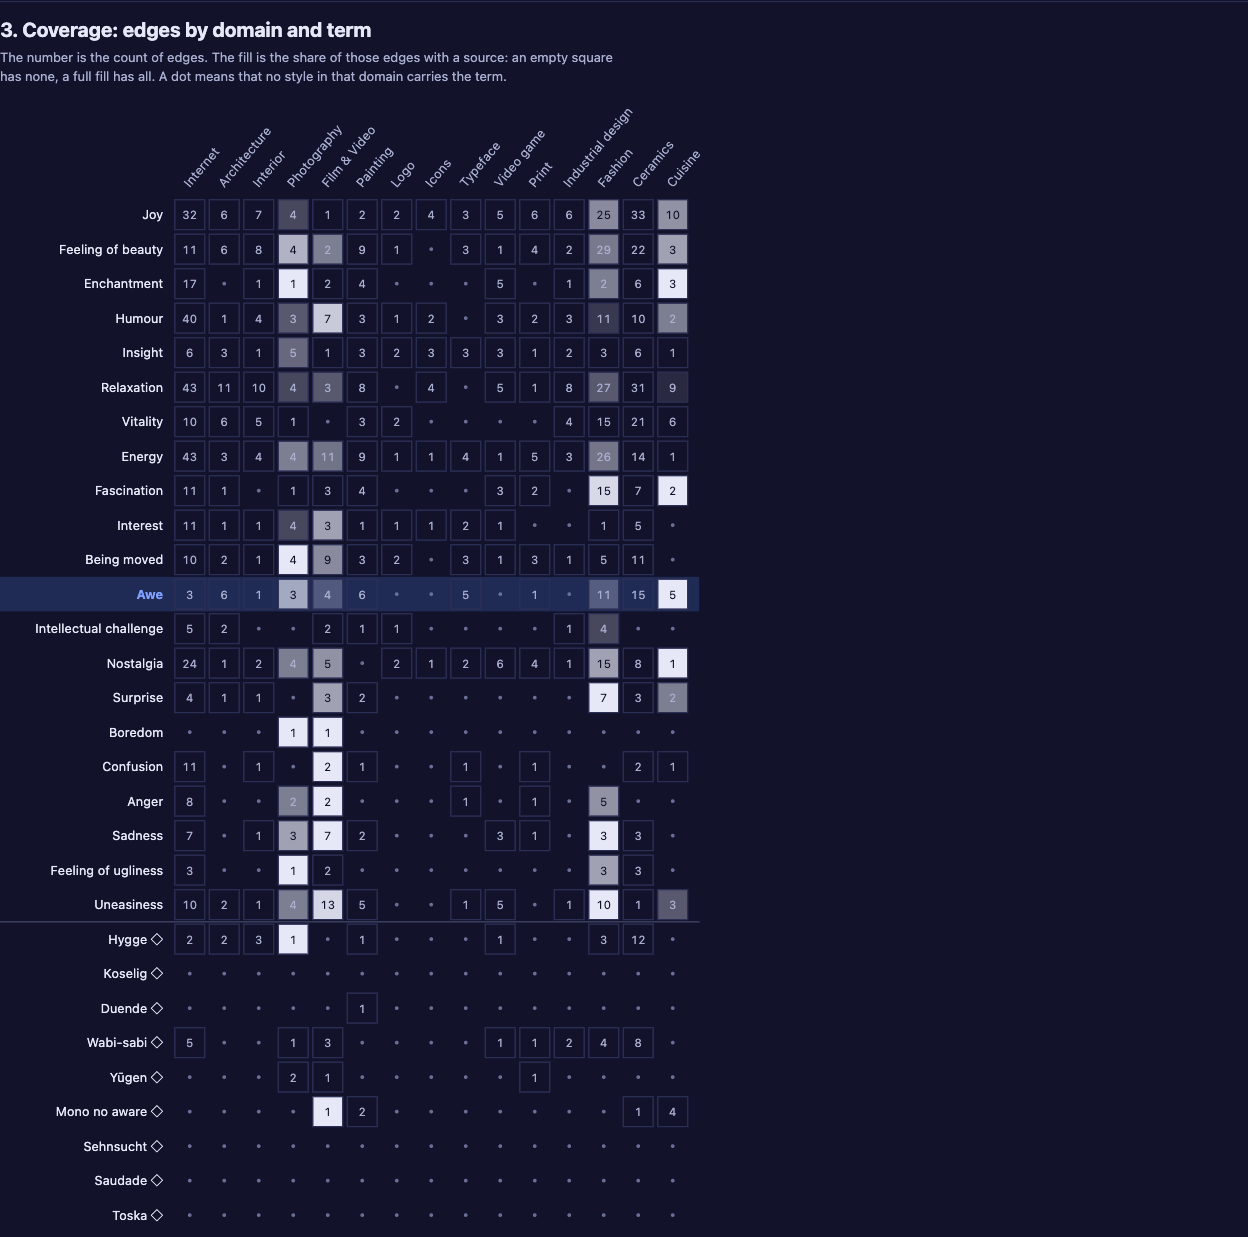 3. Coverage: edges by domain and term
The number is the count of edges. The fill is the share of those edges with a source: an empty square
has none, a full fill has all. A dot means that no style in that domain carries the term.
Internet Architecture Interior Photography Film & Video Painting Logo Icons Typeface Video game Print Industrial design Fashion Ceramics Cuisine
Joy 32 6 7 4 1 2 2 4 3 5 6 6 25 33 10
Feeling of beauty 11 6 8 4 2 9 1 • 3 1 4 2 29 22 3
Enchantment 17 • 1 1 2 4 • • • 5 • 1 2 6 3
Humour 40 1 4 3 7 3 1 2 • 3 2 3 11 10 2
Insight 6 3 1 5 1 3 2 3 3 3 1 2 3 6 1
Relaxation 43 11 10 4 3 8 • 4 • 5 1 8 27 31 9
Vitality 10 6 5 1 • 3 2 • • • • 4 15 21 6
Energy 43 3 4 4 11 9 1 1 4 1 5 3 26 14 1
Fascination 11 1 • 1 3 4 • • • 3 2 • 15 7 2
Interest 11 1 1 4 3 1 1 1 2 1 • • 1 5 •
Being moved 10 2 1 4 9 3 2 • 3 1 3 1 5 11 •
Awe 3 6 1 3 4 6 • • 5 • 1 • 11 15 5
Intellectual challenge 5 2 • • 2 1 1 • • • • 1 4 • •
Nostalgia 24 1 2 4 5 • 2 1 2 6 4 1 15 8 1
Surprise 4 1 1 • 3 2 • • • • • • 7 3 2
Boredom • • • 1 1 • • • • • • • • • •
Confusion 11 • 1 • 2 1 • • 1 • 1 • • 2 1
Anger 8 • • 2 2 • • • 1 • 1 • 5 • •
Sadness 7 • 1 3 7 2 • • • 3 1 • 3 3 •
Feeling of ugliness 3 • • 1 2 • • • • • • • 3 3 •
Uneasiness 10 2 1 4 13 5 • • 1 5 • 1 10 1 3
Hygge ◇ 2 2 3 1 • 1 • • • 1 • • 3 12 •
Koselig ◇ • • • • • • • • • • • • • • •
Duende ◇ • • • • • 1 • • • • • • • • •
Wabi-sabi ◇ 5 • • 1 3 • • • • 1 1 2 4 8 •
Yūgen ◇ • • • 2 1 • • • • • 1 • • • •
Mono no aware ◇ • • • • 1 2 • • • • • • • 1 4
Sehnsucht ◇ • • • • • • • • • • • • • • •
Saudade ◇ • • • • • • • • • • • • • • •
Toska ◇ • • • • • • • • • • • • • • •